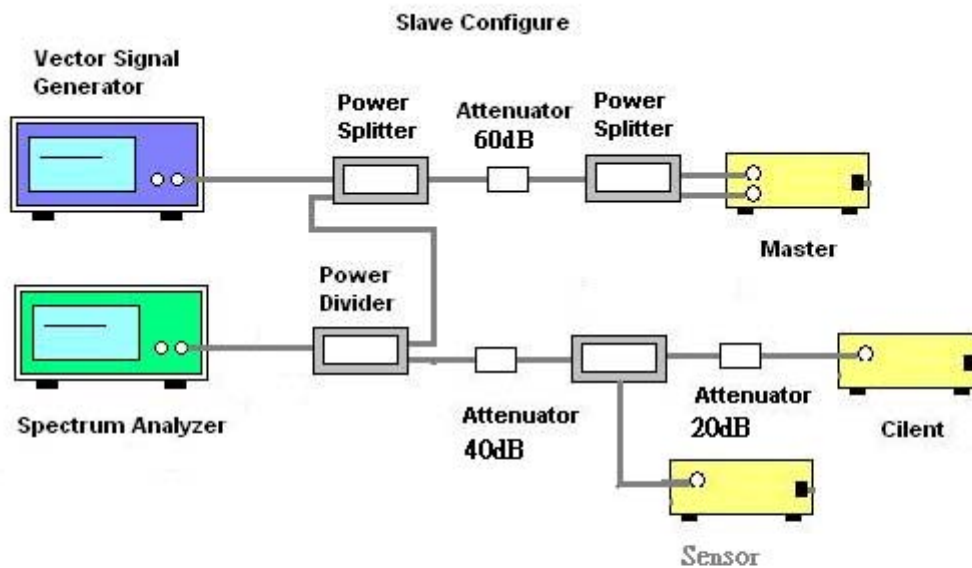 Slave Configure
Vector Signal
Generator
Power
Splitter
Attenuator
60dB
Power
Splitter
Master
Power
Divider
Spectrum Analyzer
Attenuator
40dB
Attenuator
20dB
Cilent
Sensor